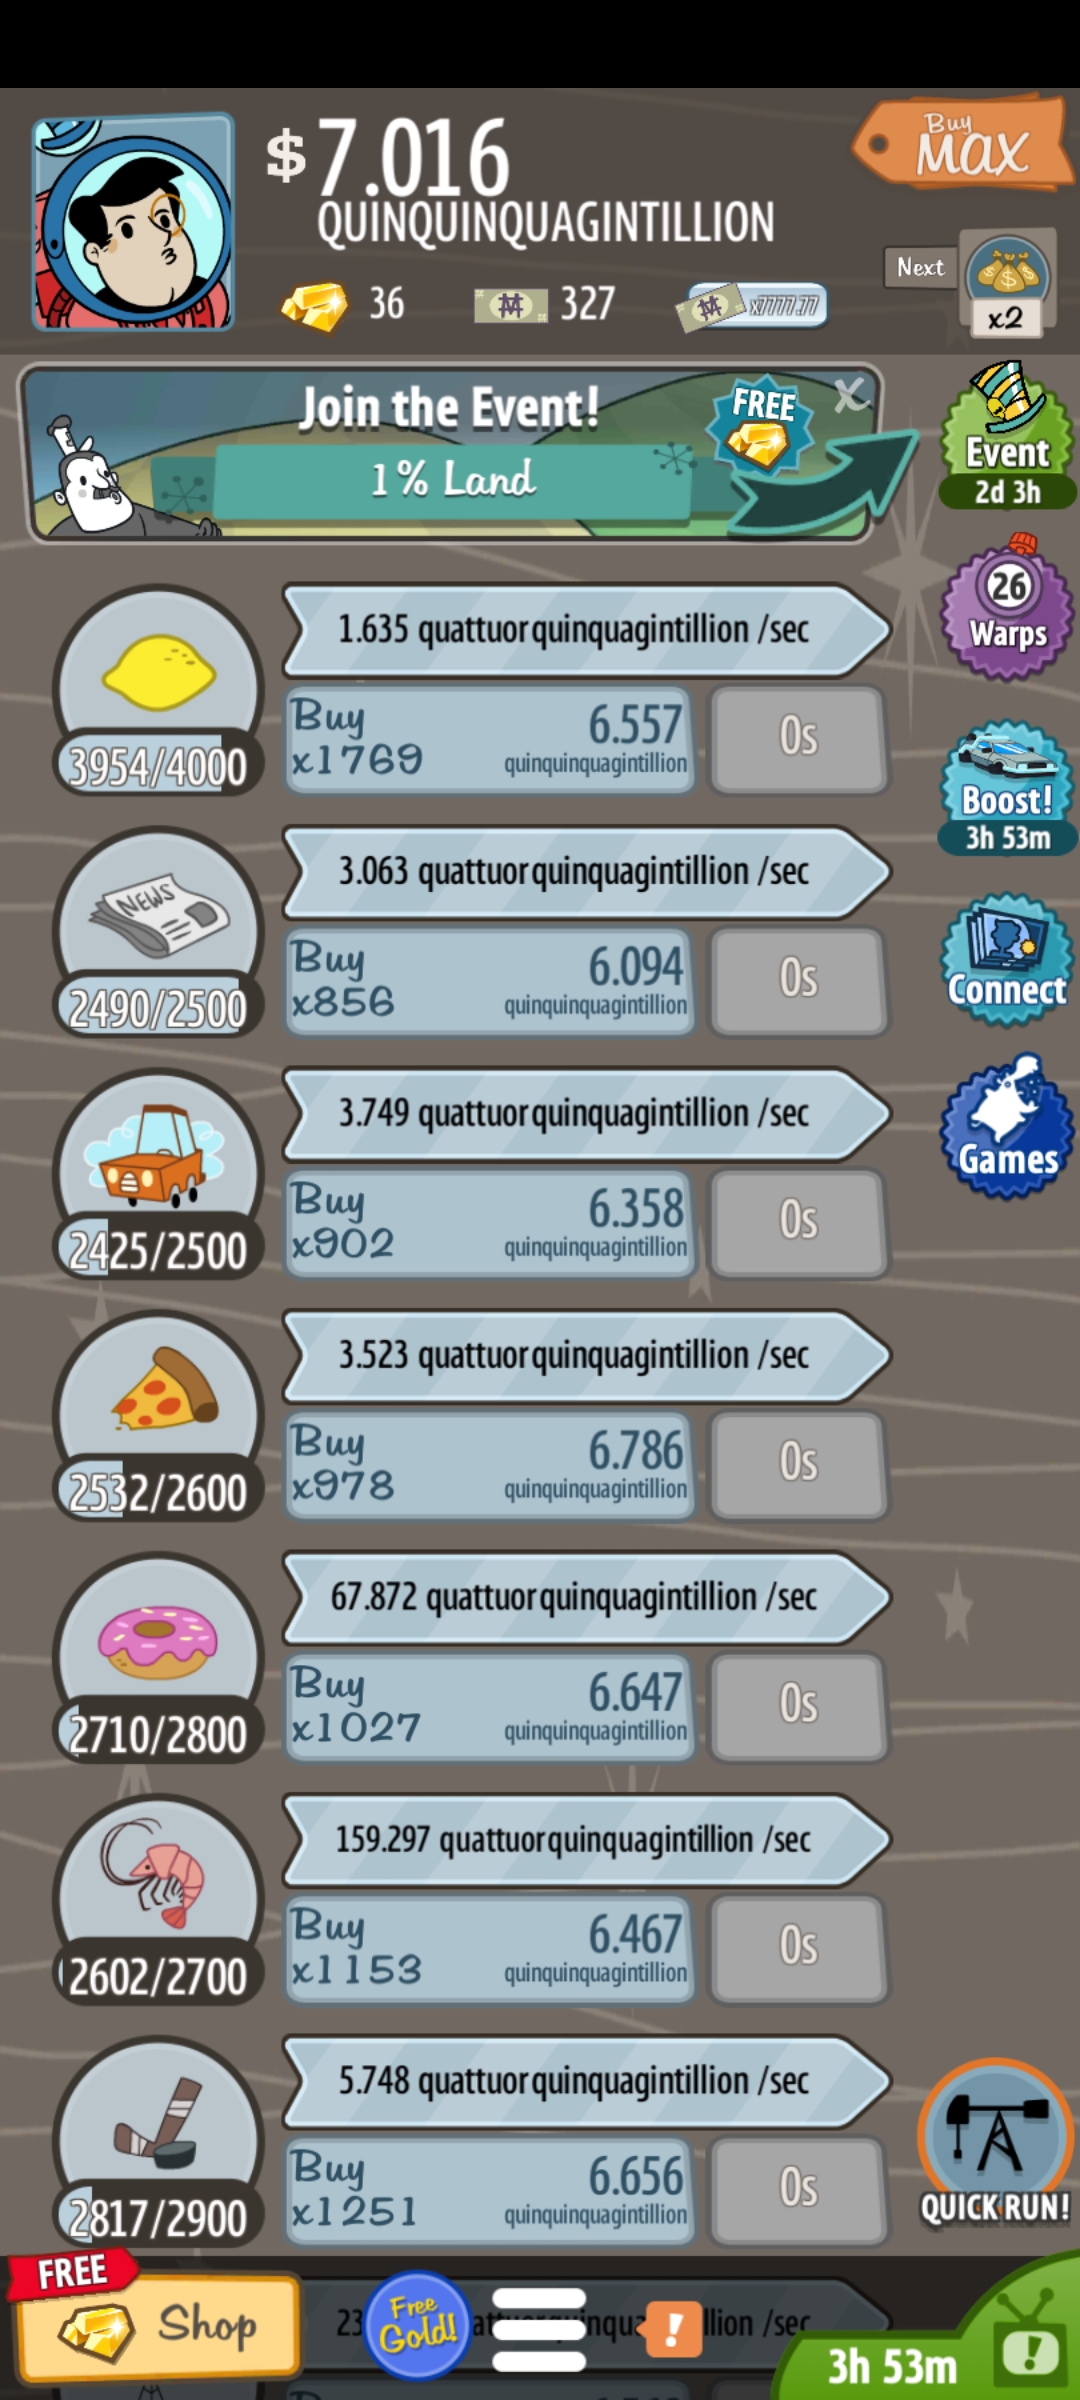 $ 7.016
QUINQUINQUAGINTILLION
Buy
MAX
36
327
x7777.77
Next
x2
Join the Event!
1% Land
FREE
X
Event
2d 3h
26
Warps
Boost!
3h 53m
Connect
Games
1.635 quattuorquinquagintillion /sec
3954/4000
Buy
x1769
6.557
quinquinquagintillion
0s
NEWS
3.063 quattuorquinquagintillion /sec
2490/2500
Buy
x856
6.094
quinquinquagintillion
0s
3.749 quattuorquinquagintillion /sec
2425/2500
Buy
x902
6.358
quinquinquagintillion
0s
3.523 quattuorquinquagintillion /sec
2532/2600
Buy
x978
6.786
quinquinquagintillion
0s
67.872 quattuorquinquagintillion /sec
2710/2800
Buy
x1027
6.647
quinquinquagintillion
0s
159.297 quattuorquinquagintillion /sec
2602/2700
Buy
x1153
6.467
quinquinquagintillion
0s
5.748 quattuorquinquagintillion /sec
2817/2900
Buy
x1251
6.656
quinquinquagintillion
0s
QUICK RUN!
FREE
Shop
Free
Gold!
!
/sec
3h 53m
!